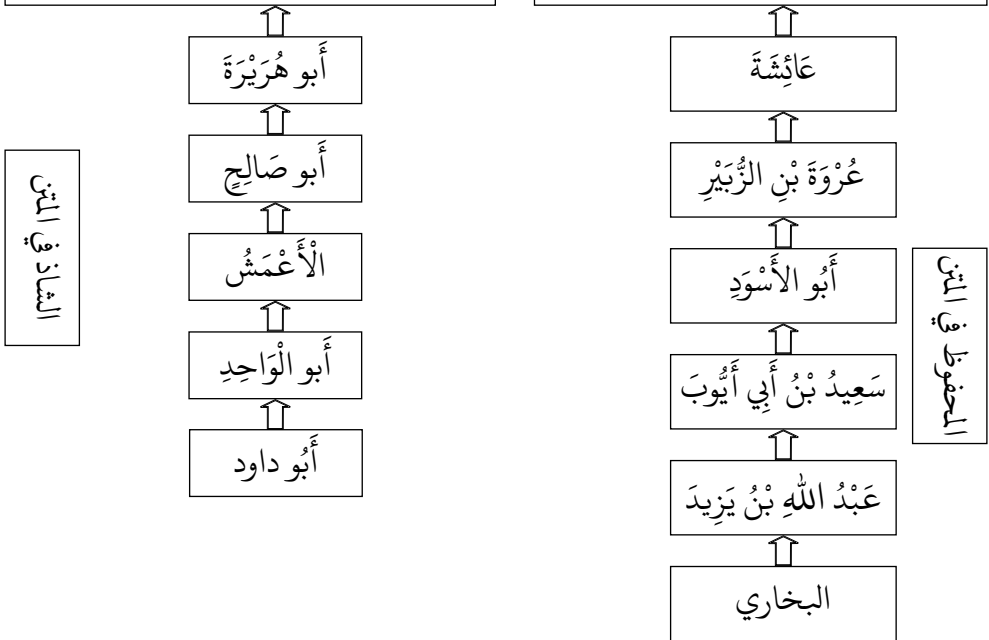 عَائِشَةَ
عُرْوَةَ بْنِ الزُّبَيْرِ
أَبُو الأَسْوَدِ
سَعِيدُ بْنُ أَبِي أَيُّوبَ
عَبْدُ اللهِ بْنُ يَزِيدَ
البخاري
المحفوظ في المتن
أَبو هُرَيْرَةَ
أَبو صَالِحٍ
الْأَعْمَشُ
أَبو الْوَاحِدِ
أَبُو داود
الشاذ في المتن